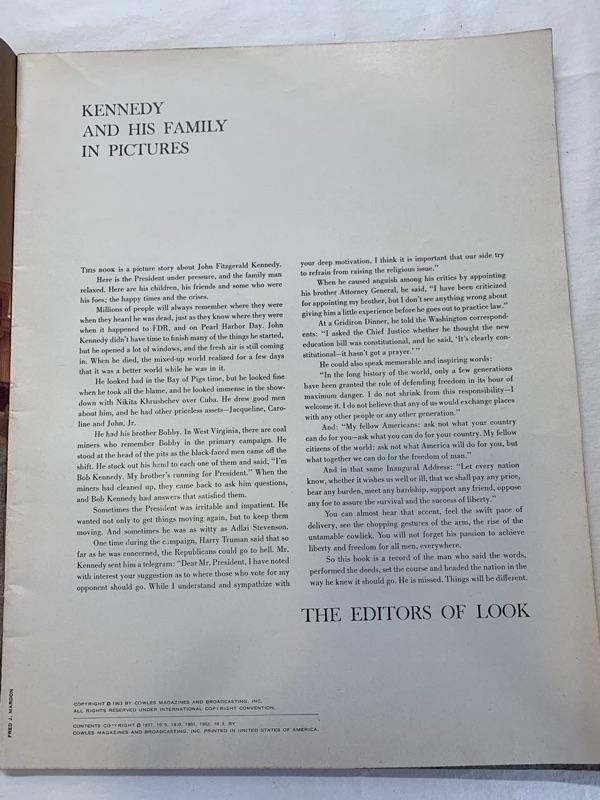 KENNEDY
AND HIS FAMILY
IN PICTURES
THIS BOOK is a picture story about John Fitzgerald Kennedy.
Here is the President under pressure, and the family man
relaxed. Here are his children, his friends and some who were
his foes; the happy times and the crises.
Millions of people will always remember where they were
when they heard he was dead, just as they know where they were
when it happened to FDR, and on Pearl Harbor Day. John
Kennedy didn't have time to finish many of the things he started,
but he opened a lot of windows, and the fresh air is still coming
in. When he died, the mixed-up world realized for a few days
that it was a better world while he was in it.
He looked bad in the Bay of Pigs time, but he looked fine
when he took all the blame, and he looked immense in the show-
down with Nikita Khrushchev over Cuba. He drew good men
about him, and he had other priceless assets—Jacqueline, Caro-
line and John, Jr.
He had his brother Bobby. In West Virginia, there are coal
miners who remember Bobby in the primary campaign. He
stood at the head of the pits as the black-faced men came off the
shift. He stuck out his hand to each one of them and said, "I'm
Bob Kennedy. My brother's running for President." When the
miners had cleaned up, they came back to ask him questions,
and Bob Kennedy had answers that satisfied them.
Sometimes the President was irritable and impatient. He
wanted not only to get things moving again, but to keep them
moving. And sometimes he was as witty as Adlai Stevenson.
One time during the campaign, Harry Truman said that so
far as he was concerned, the Republicans could go to hell. Mr.
Kennedy sent him a telegram: "Dear Mr. President, I have noted
with interest your suggestion as to where those who vote for my
opponent should go. While I understand and sympathize with
your deep motivation, I think it is important that our side try
to refrain from raising the religious issue."
When he caused anguish among his critics by appointing
his brother Attorney General, he said, "I have been criticized
for appointing my brother, but I don't see anything wrong about
giving him a little experience before he goes out to practice law."
At a Gridiron Dinner, he told the Washington correspond-
ents: "I asked the Chief Justice whether he thought the new
education bill was constitutional, and he said, 'It's clearly con-
stitutional—it hasn't got a prayer.' "
He could also speak memorable and inspiring words:
"In the long history of the world, only a few generations
have been granted the role of defending freedom in its hour of
maximum danger. I do not shrink from this responsibility—I
welcome it. I do not believe that any of us would exchange places
with any other people or any other generation."
And: "My fellow Americans: ask not what your country
can do for you—ask what you can do for your country. My fellow
citizens of the world: ask not what America will do for you, but
what together we can do for the freedom of man."
And in that same Inaugural Address: "Let every nation
know, whether it wishes us well or ill, that we shall pay any price,
bear any burden, meet any hardship, support any friend, oppose
any foe to assure the survival and the success of liberty."
You can almost hear that accent, feel the swift pace of
delivery, see the chopping gestures of the arm, the rise of the
untamable cowlick. You will not forget his passion to achieve
liberty and freedom for all men, everywhere.
So this book is a record of the man who said the words,
performed the deeds, set the course and headed the nation in the
way he knew it should go. He is missed. Things will be different.
THE EDITORS OF LOOK
FRED J. MAROON
COPYRIGHT © 1963 BY COWLES MAGAZINES AND BROADCASTING, INC.
ALL RIGHTS RESERVED UNDER INTERNATIONAL COPYRIGHT CONVENTION.
CONTENTS COPYRIGHT © 1957, 1961, 1962, BY
COWLES MAGAZINES AND BROADCASTING, INC. PRINTED IN UNITED STATES OF AMERICA.